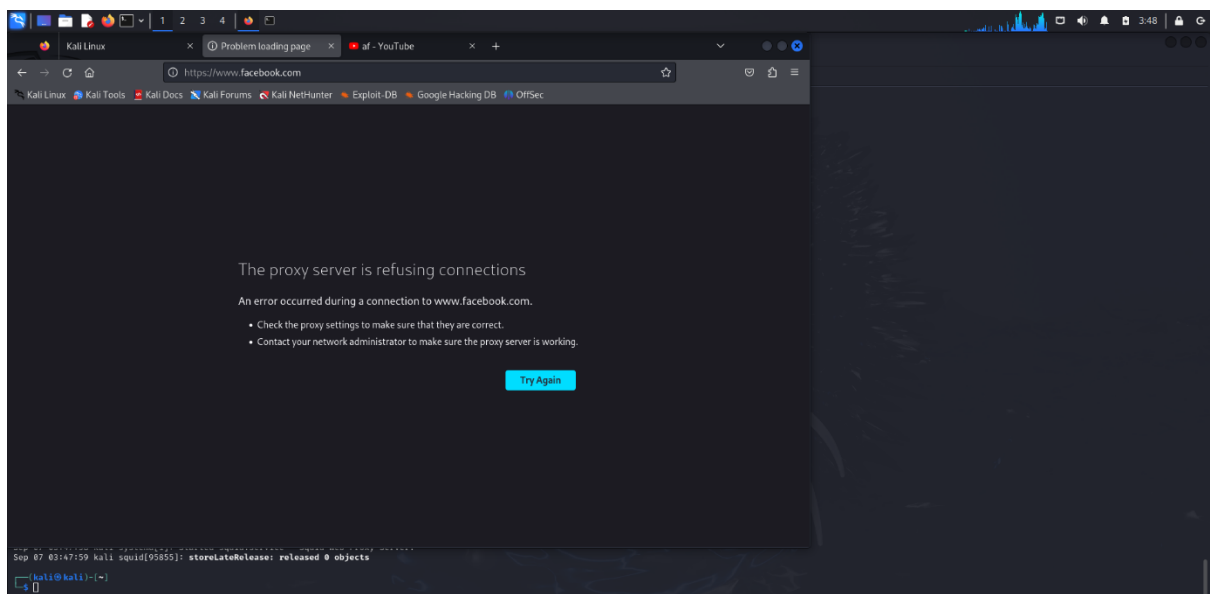 1 2 3 4
3:48
Kali Linux
Problem loading page
af - YouTube
https://www.facebook.com
Kali Linux Kali Tools Kali Docs Kali Forums Kali NetHunter Exploit-DB Google Hacking DB OffSec
The proxy server is refusing connections
An error occurred during a connection to www.facebook.com.
• Check the proxy settings to make sure that they are correct.
• Contact your network administrator to make sure the proxy server is working.
Try Again
Sep 07 03:47:59 kali squid[95855]: storeLateRelease: released 0 objects
(kali㉿kali)-[~]
$